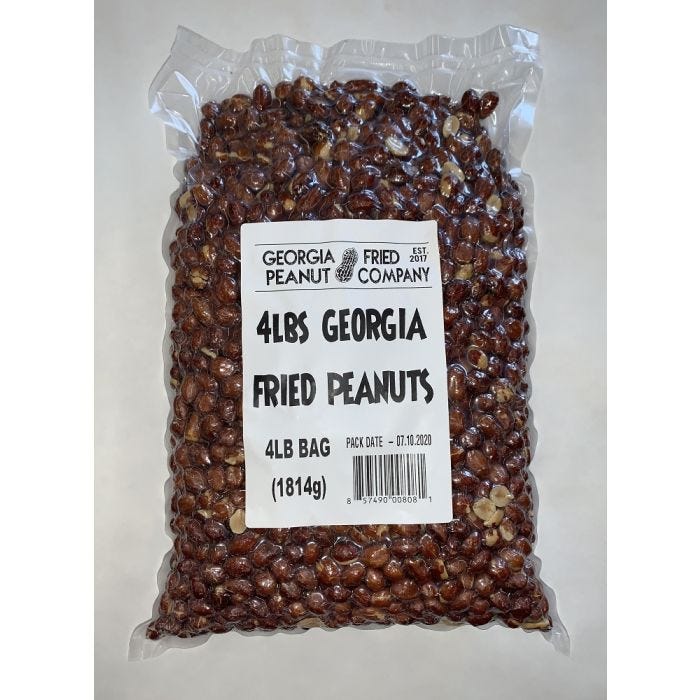 GEORGIA FRIED EST. 2017
PEANUT COMPANY
4LBS GEORGIA
FRIED PEANUTS
4LB BAG
(1814g)
PACK DATE - 07.10.2020
8 57490 00808 1